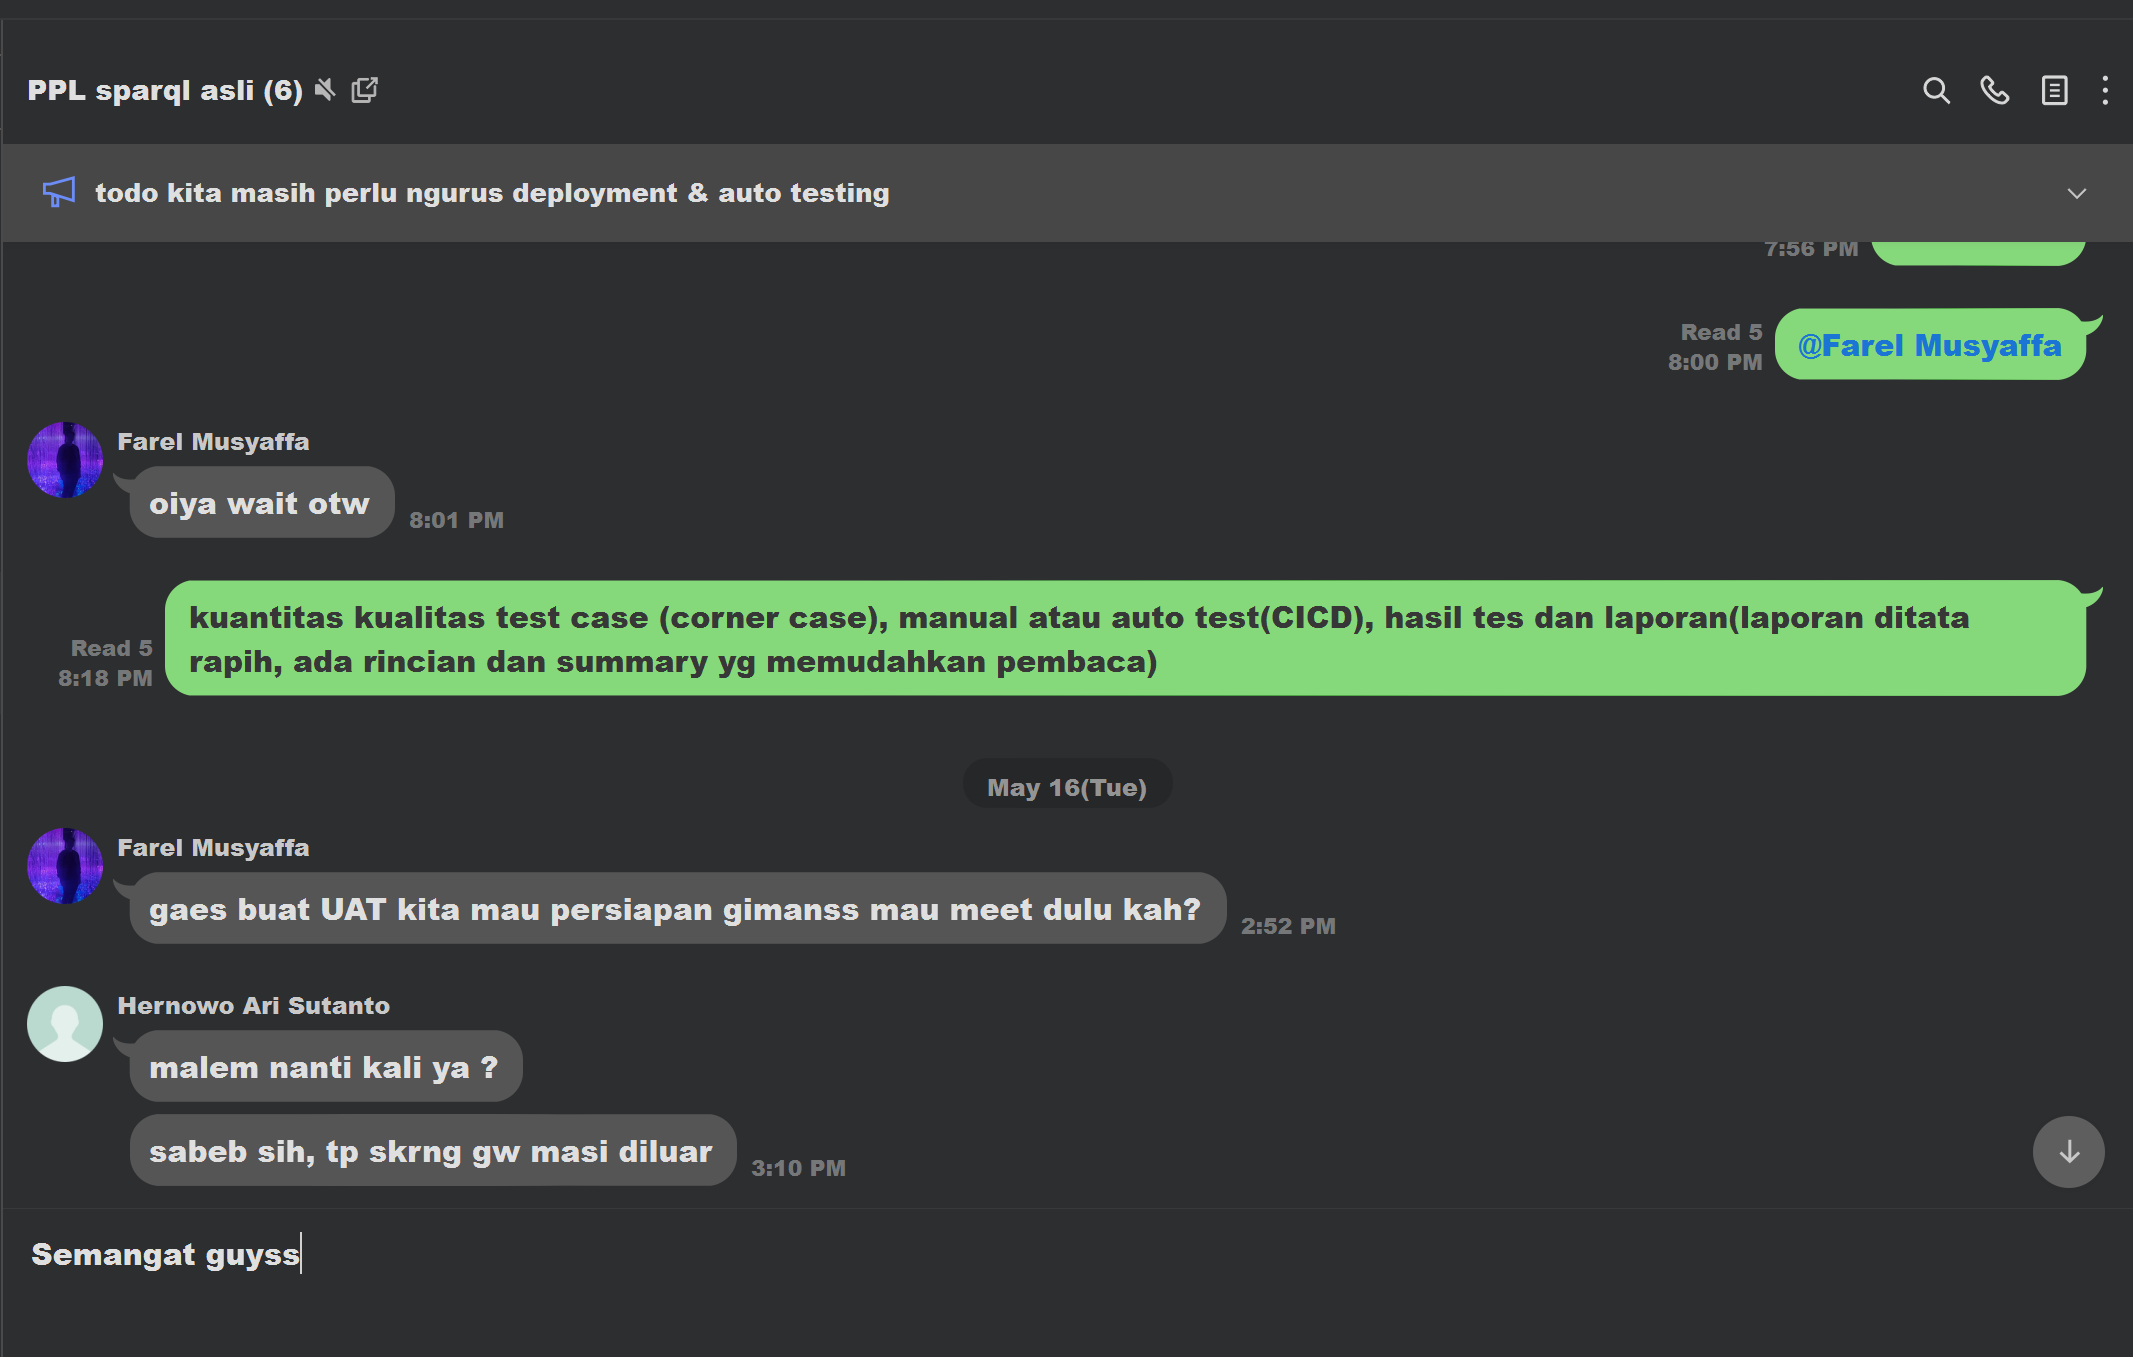 PPL sparql asli (6)
todo kita masih perlu ngurus deployment & auto testing
7:56 PM
Read 5
8:00 PM
@Farel Musyaffa
Farel Musyaffa
oiya wait otw
8:01 PM
kuantitas kualitas test case (corner case), manual atau auto test(CICD), hasil tes dan laporan(laporan ditata
rapih, ada rincian dan summary yg memudahkan pembaca)
Read 5
8:18 PM
May 16(Tue)
Farel Musyaffa
gaes buat UAT kita mau persiapan gimanss mau meet dulu kah?
2:52 PM
Hernowo Ari Sutanto
malem nanti kali ya ?
sabeb sih, tp skrng gw masi diluar
3:10 PM
Semangat guyss